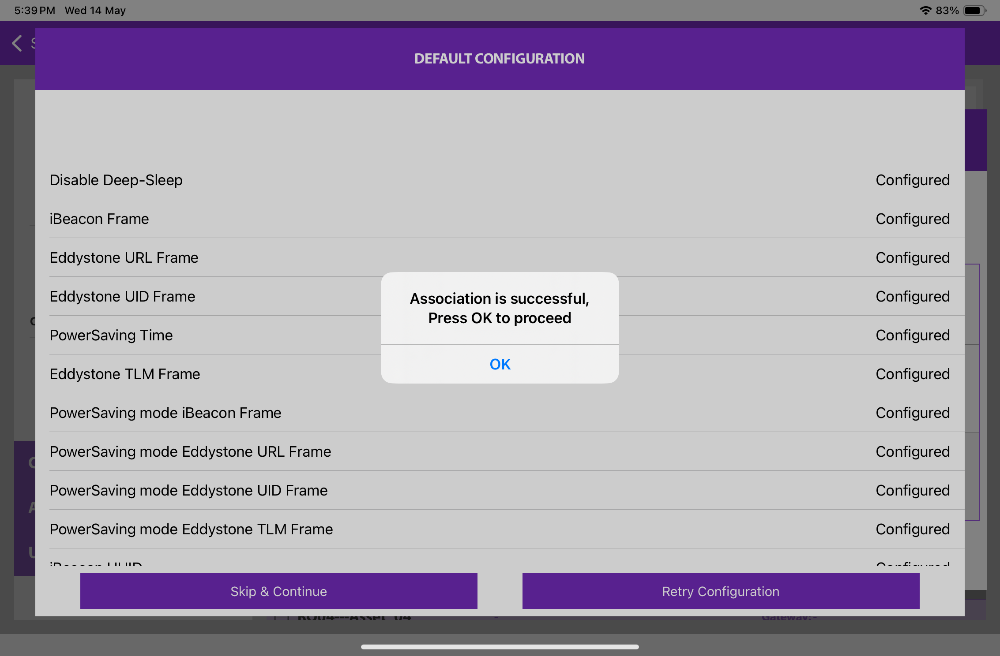 5:39 PM Wed 14 May 83%
DEFAULT CONFIGURATION
Disable Deep-Sleep Configured
iBeacon Frame Configured
Eddystone URL Frame Configured
Eddystone UID Frame Configured
PowerSaving Time Configured
Eddystone TLM Frame Configured
Association is successful,
Press OK to proceed
OK
PowerSaving mode iBeacon Frame Configured
PowerSaving mode Eddystone URL Frame Configured
PowerSaving mode Eddystone UID Frame Configured
PowerSaving mode Eddystone TLM Frame Configured
iBeacon UUID Configured
Skip & Continue Retry Configuration
Gateway: -